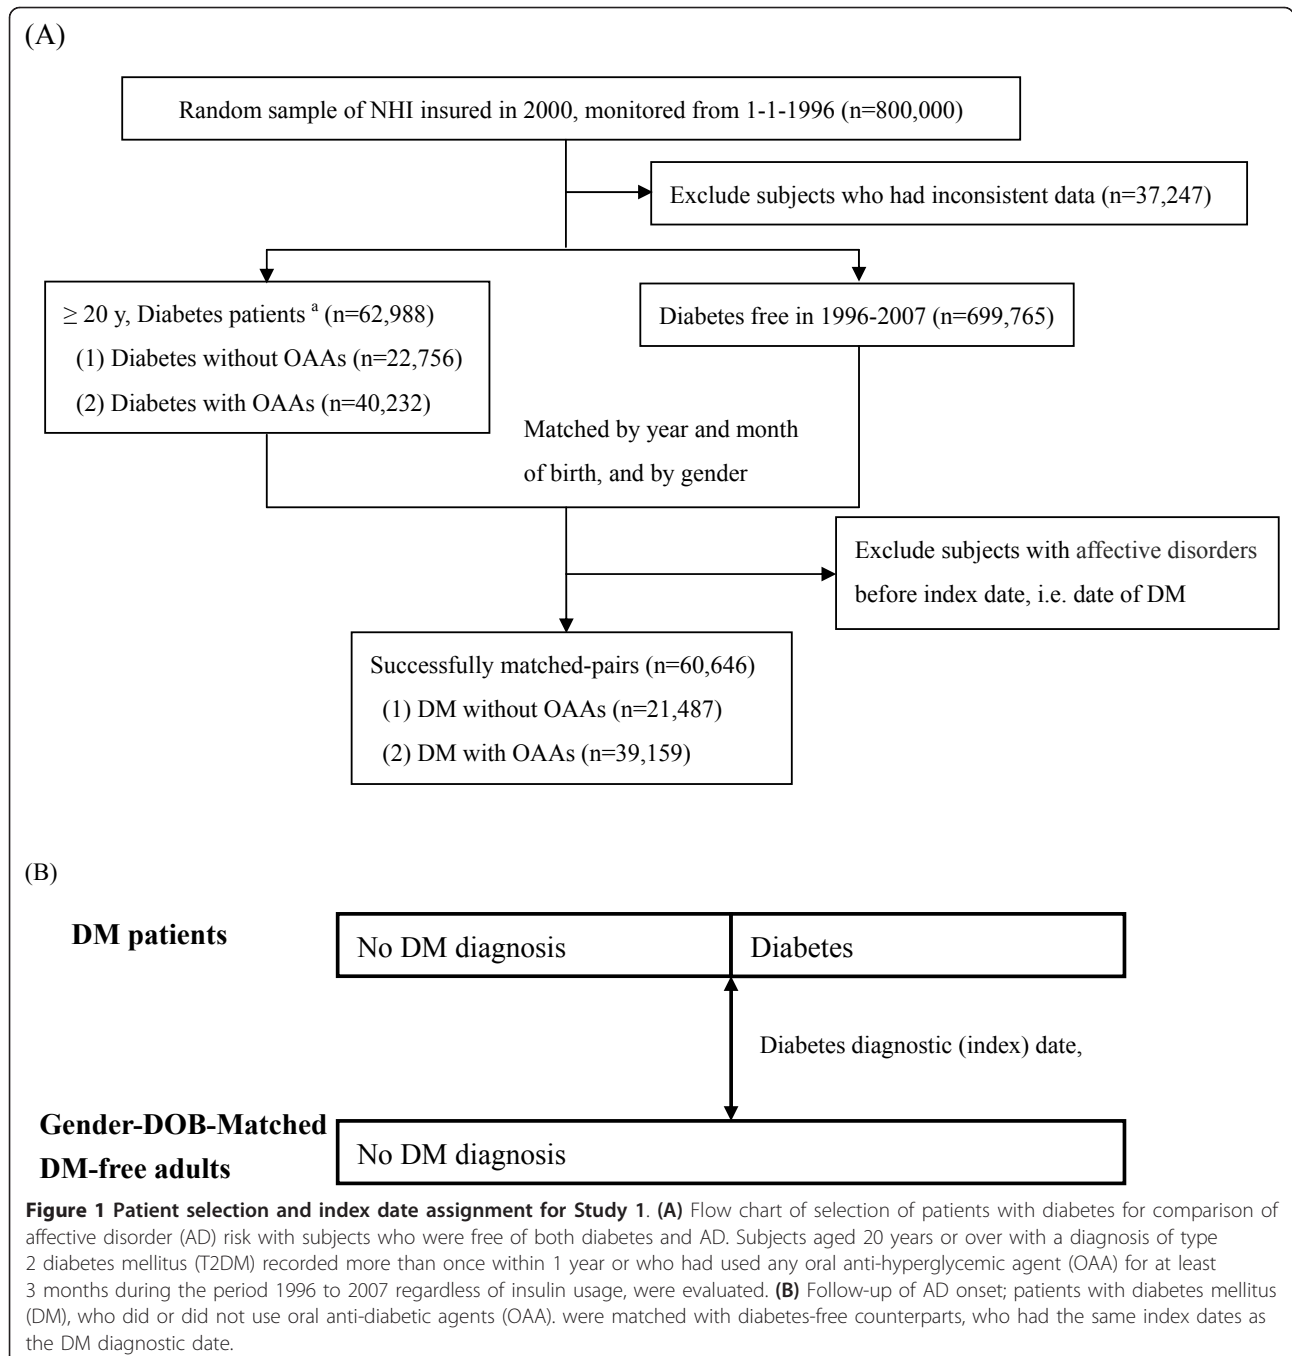 (A)
Random sample of NHI insured in 2000, monitored from 1-1-1996 (n=800,000)
Exclude subjects who had inconsistent data (n=37,247)
≥ 20 y, Diabetes patients a (n=62,988)
(1) Diabetes without OAAs (n=22,756)
(2) Diabetes with OAAs (n=40,232)
Diabetes free in 1996-2007 (n=699,765)
Matched by year and month
of birth, and by gender
Exclude subjects with affective disorders
before index date, i.e. date of DM
Successfully matched-pairs (n=60,646)
(1) DM without OAAs (n=21,487)
(2) DM with OAAs (n=39,159)
(B)
DM patients
No DM diagnosis
Diabetes
Diabetes diagnostic (index) date,
Gender-DOB-Matched
DM-free adults
No DM diagnosis
Figure 1 Patient selection and index date assignment for Study 1. (A) Flow chart of selection of patients with diabetes for comparison of
affective disorder (AD) risk with subjects who were free of both diabetes and AD. Subjects aged 20 years or over with a diagnosis of type
2 diabetes mellitus (T2DM) recorded more than once within 1 year or who had used any oral anti-hyperglycemic agent (OAA) for at least
3 months during the period 1996 to 2007 regardless of insulin usage, were evaluated. (B) Follow-up of AD onset; patients with diabetes mellitus
(DM), who did or did not use oral anti-diabetic agents (OAA). were matched with diabetes-free counterparts, who had the same index dates as
the DM diagnostic date.